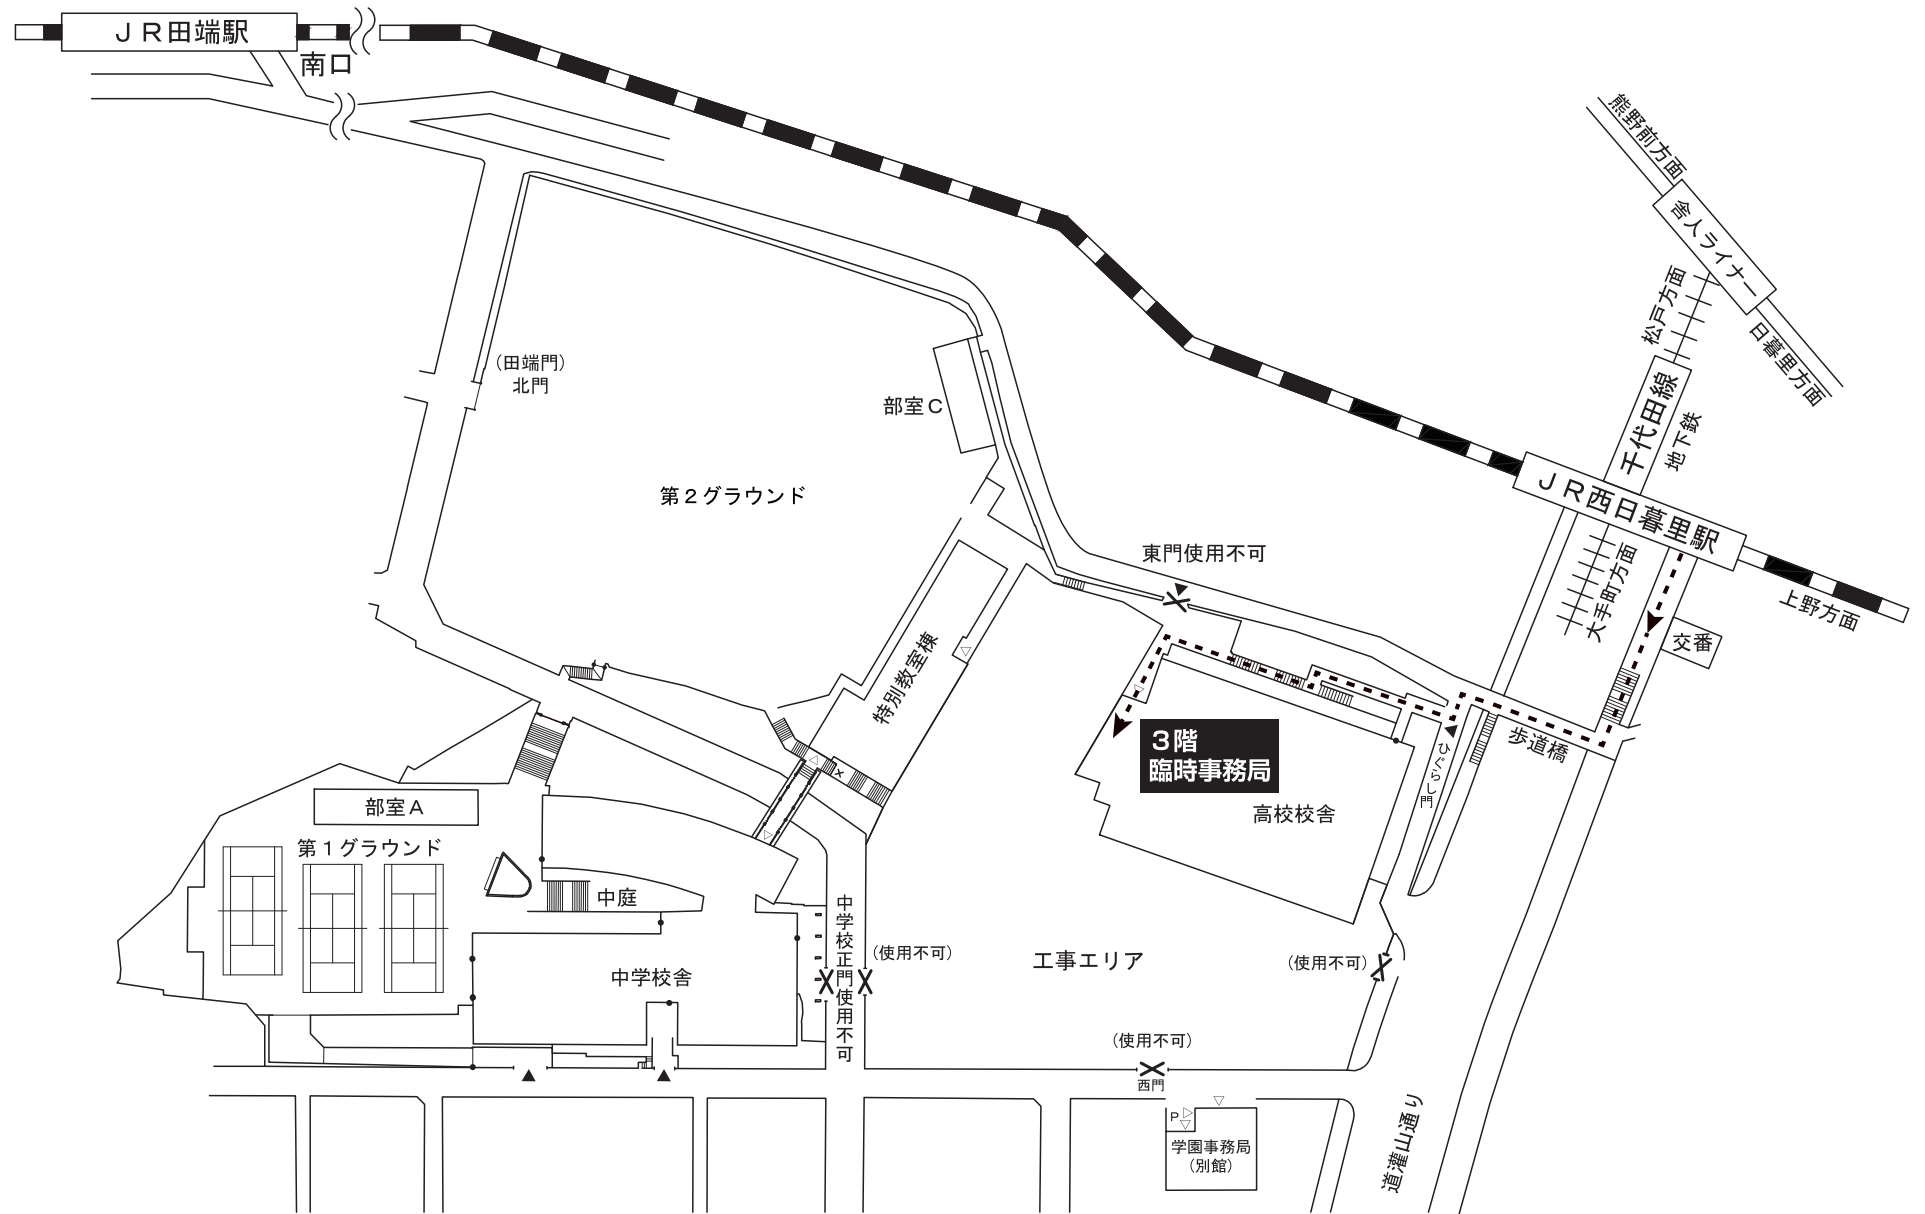 ＪＲ田端駅
南口
熊野前方面
舎人ライナー
日暮里方面
松戸方面
千代田線
地下鉄
ＪＲ西日暮里駅
大手町方面
上野方面
交番
(田端門)
北門
部室Ｃ
第２グラウンド
東門使用不可
特別教室棟
3階
臨時事務局
高校校舎
ひぐらし門
歩道橋
部室Ａ
第１グラウンド
中庭
中学校舎
中学校正門使用不可
(使用不可)
工事エリア
(使用不可)
(使用不可)
西門
P
学園事務局
(別館)
道灌山通り